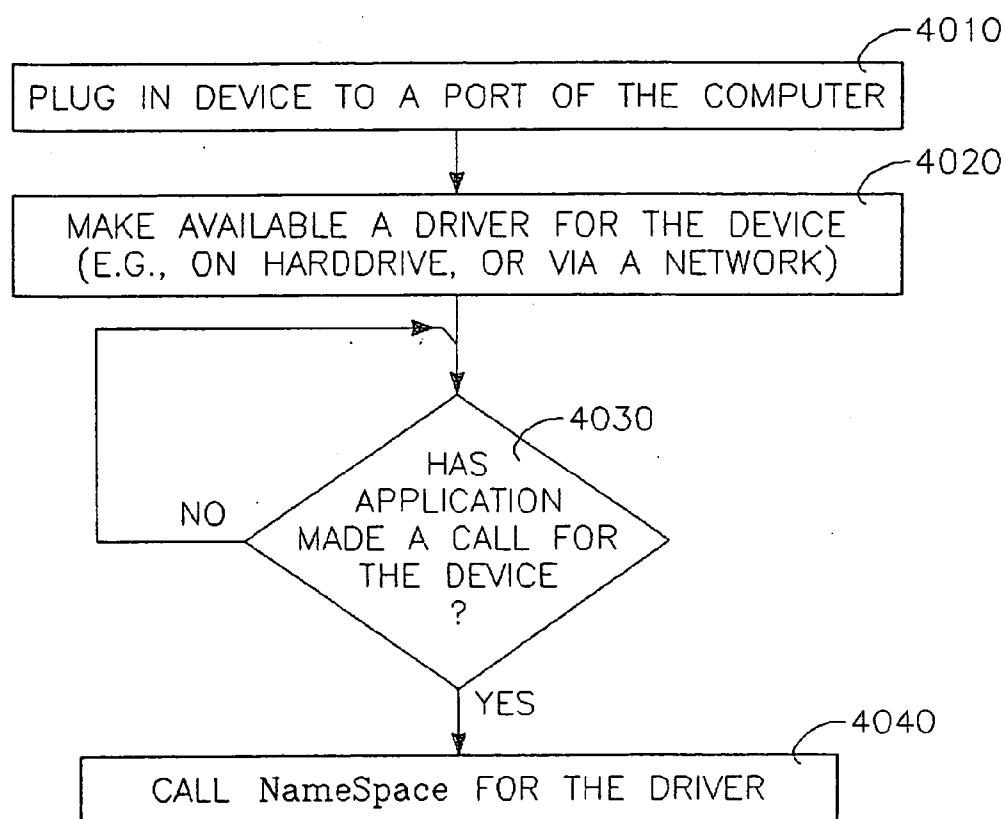 4010
PLUG IN DEVICE TO A PORT OF THE COMPUTER
4020
MAKE AVAILABLE A DRIVER FOR THE DEVICE
(E.G., ON HARDDRIVE, OR VIA A NETWORK)
4030
HAS
APPLICATION
MADE A CALL FOR
THE DEVICE
?
NO
YES
4040
CALL NameSpace FOR THE DRIVER